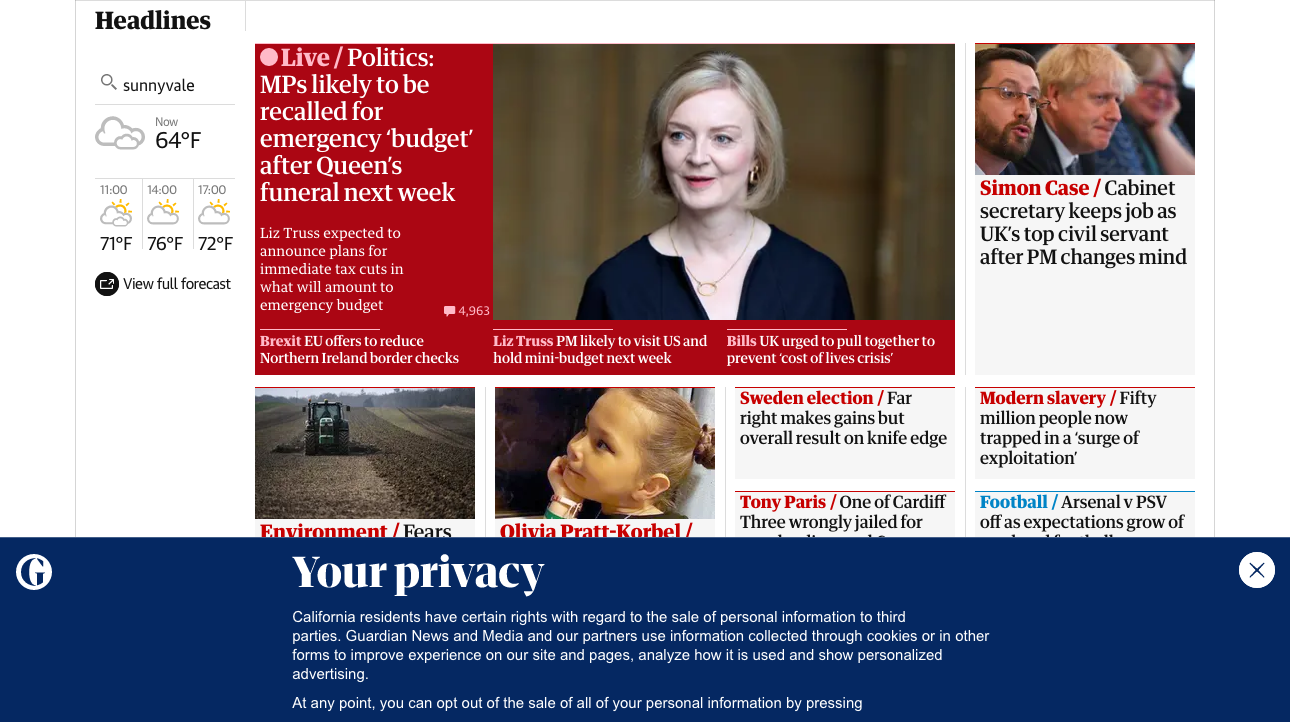 Headlines
sunnyvale
Now
64°F
11:00 14:00 17:00
71°F 76°F 72°F
View full forecast
Live / Politics:
MPs likely to be
recalled for
emergency ‘budget’
after Queen’s
funeral next week
Liz Truss expected to
announce plans for
immediate tax cuts in
what will amount to
emergency budget
4,963
Brexit EU offers to reduce
Northern Ireland border checks
Liz Truss PM likely to visit US and
hold mini-budget next week
Bills UK urged to pull together to
prevent ‘cost of lives crisis’
Simon Case / Cabinet
secretary keeps job as
UK’s top civil servant
after PM changes mind
Environment / Fears
Olivia Pratt-Korbel /
Sweden election / Far
right makes gains but
overall result on knife edge
Tony Paris / One of Cardiff
Three wrongly jailed for
Modern slavery / Fifty
million people now
trapped in a ‘surge of
exploitation’
Football / Arsenal v PSV
off as expectations grow of
Your privacy
California residents have certain rights with regard to the sale of personal information to third
parties. Guardian News and Media and our partners use information collected through cookies or in other
forms to improve experience on our site and pages, analyze how it is used and show personalized
advertising.
At any point, you can opt out of the sale of all of your personal information by pressing